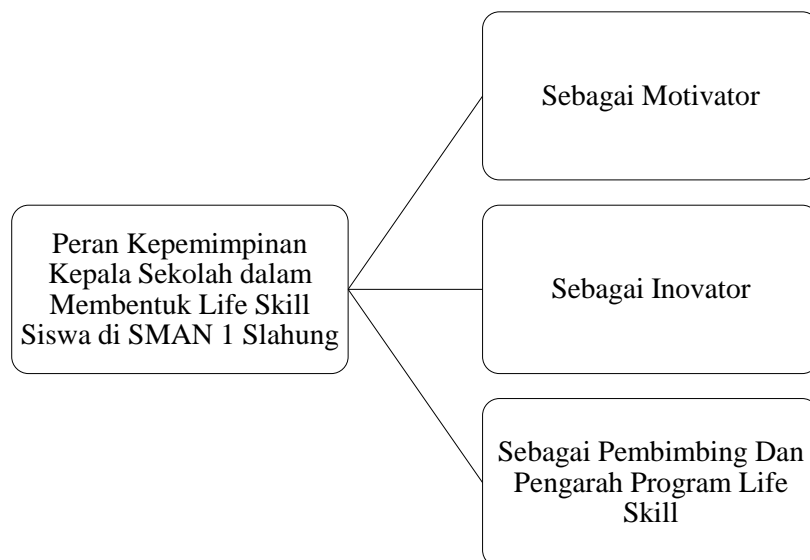 Peran Kepemimpinan
Kepala Sekolah dalam
Membentuk Life Skill
Siswa di SMAN 1 Slahung
Sebagai Motivator
Sebagai Inovator
Sebagai Pembimbing Dan
Pengarah Program Life
Skill